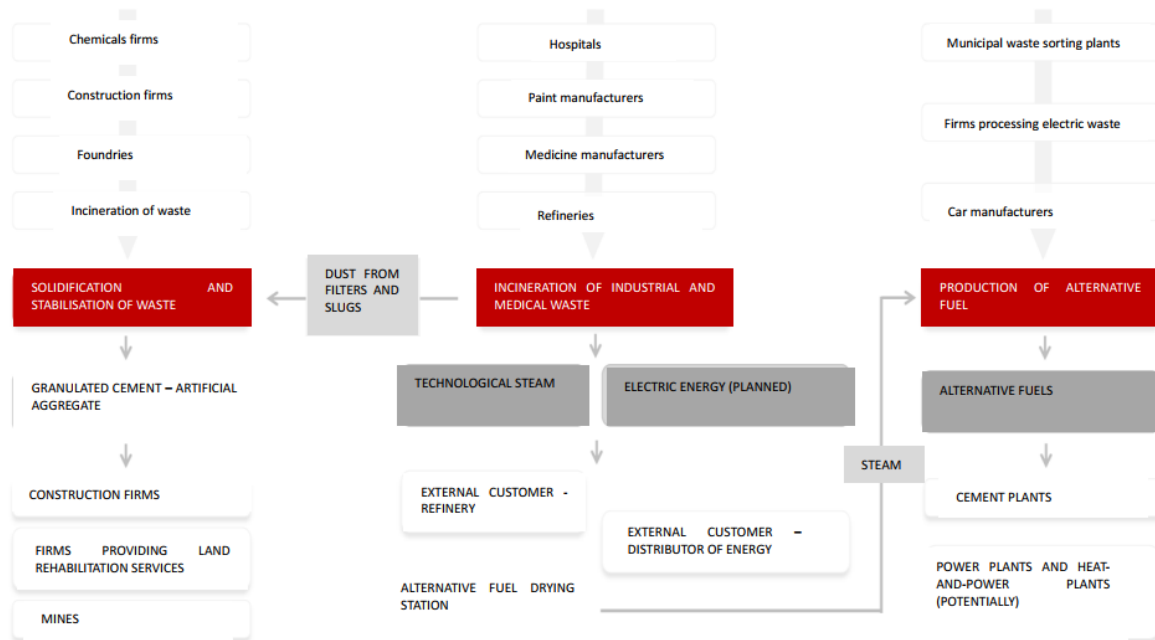 Chemicals firms
Construction firms
Foundries
Incineration of waste
SOLIDIFICATION AND
STABILISATION OF WASTE
GRANULATED CEMENT – ARTIFICIAL
AGGREGATE
CONSTRUCTION FIRMS
FIRMS PROVIDING LAND
REHABILITATION SERVICES
MINES
DUST FROM
FILTERS AND
SLUGS
Hospitals
Paint manufacturers
Medicine manufacturers
Refineries
INCINERATION OF INDUSTRIAL AND
MEDICAL WASTE
TECHNOLOGICAL STEAM
ELECTRIC ENERGY (PLANNED)
EXTERNAL CUSTOMER -
REFINERY
EXTERNAL CUSTOMER –
DISTRIBUTOR OF ENERGY
ALTERNATIVE FUEL DRYING
STATION
STEAM
Municipal waste sorting plants
Firms processing electric waste
Car manufacturers
PRODUCTION OF ALTERNATIVE
FUEL
ALTERNATIVE FUELS
CEMENT PLANTS
POWER PLANTS AND HEAT-
AND-POWER PLANTS
(POTENTIALLY)